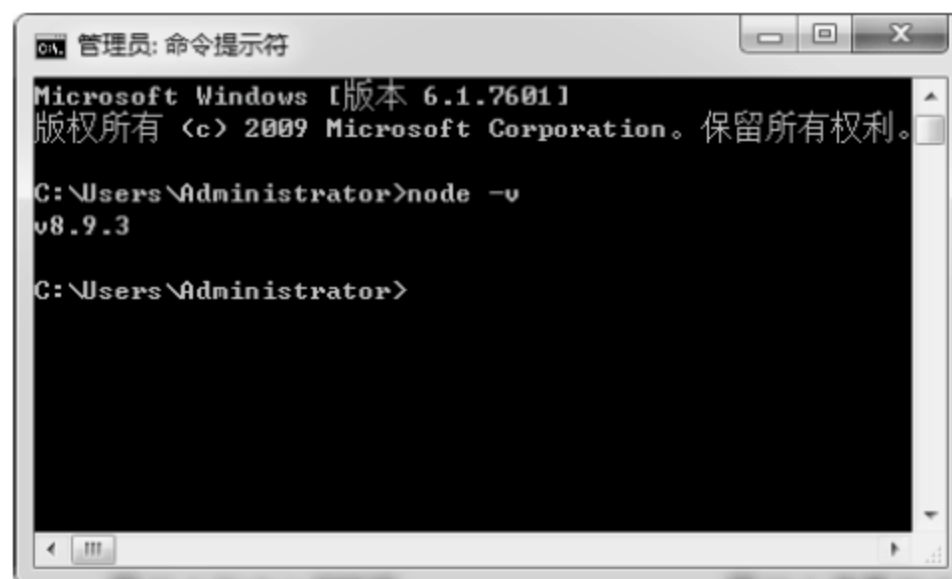 管理员: 命令提示符
Microsoft Windows [版本 6.1.7601]
版权所有 (c) 2009 Microsoft Corporation。保留所有权利。
C:\Users\Administrator>node -v
v8.9.3
C:\Users\Administrator>